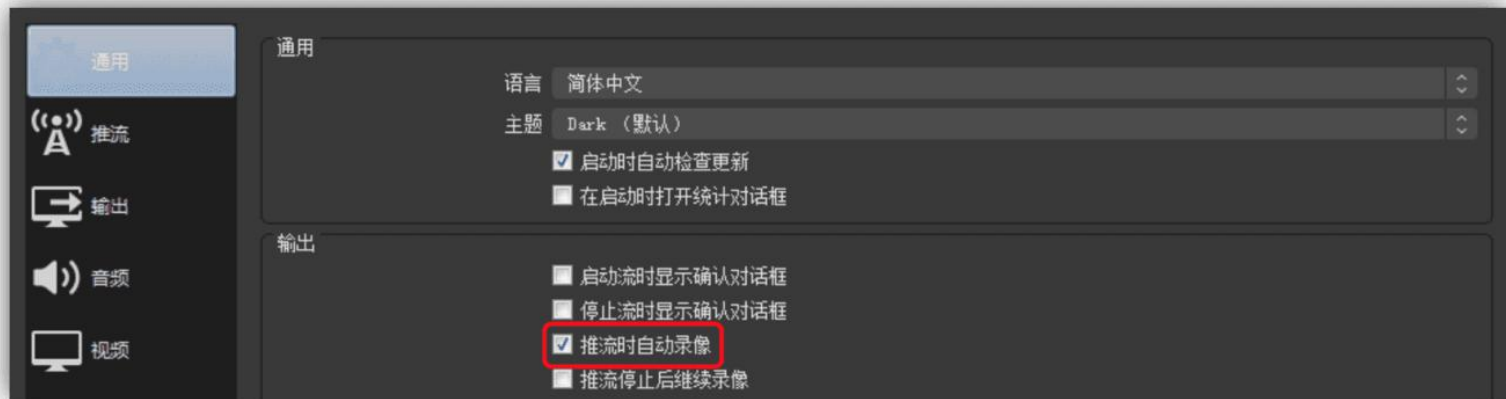 通用
推流
输出
音频
视频
通用
语言 简体中文
主题 Dark （默认）
启动时自动检查更新
在启动时打开统计对话框
输出
启动流时显示确认对话框
停止流时显示确认对话框
推流时自动录像
推流停止后继续录像